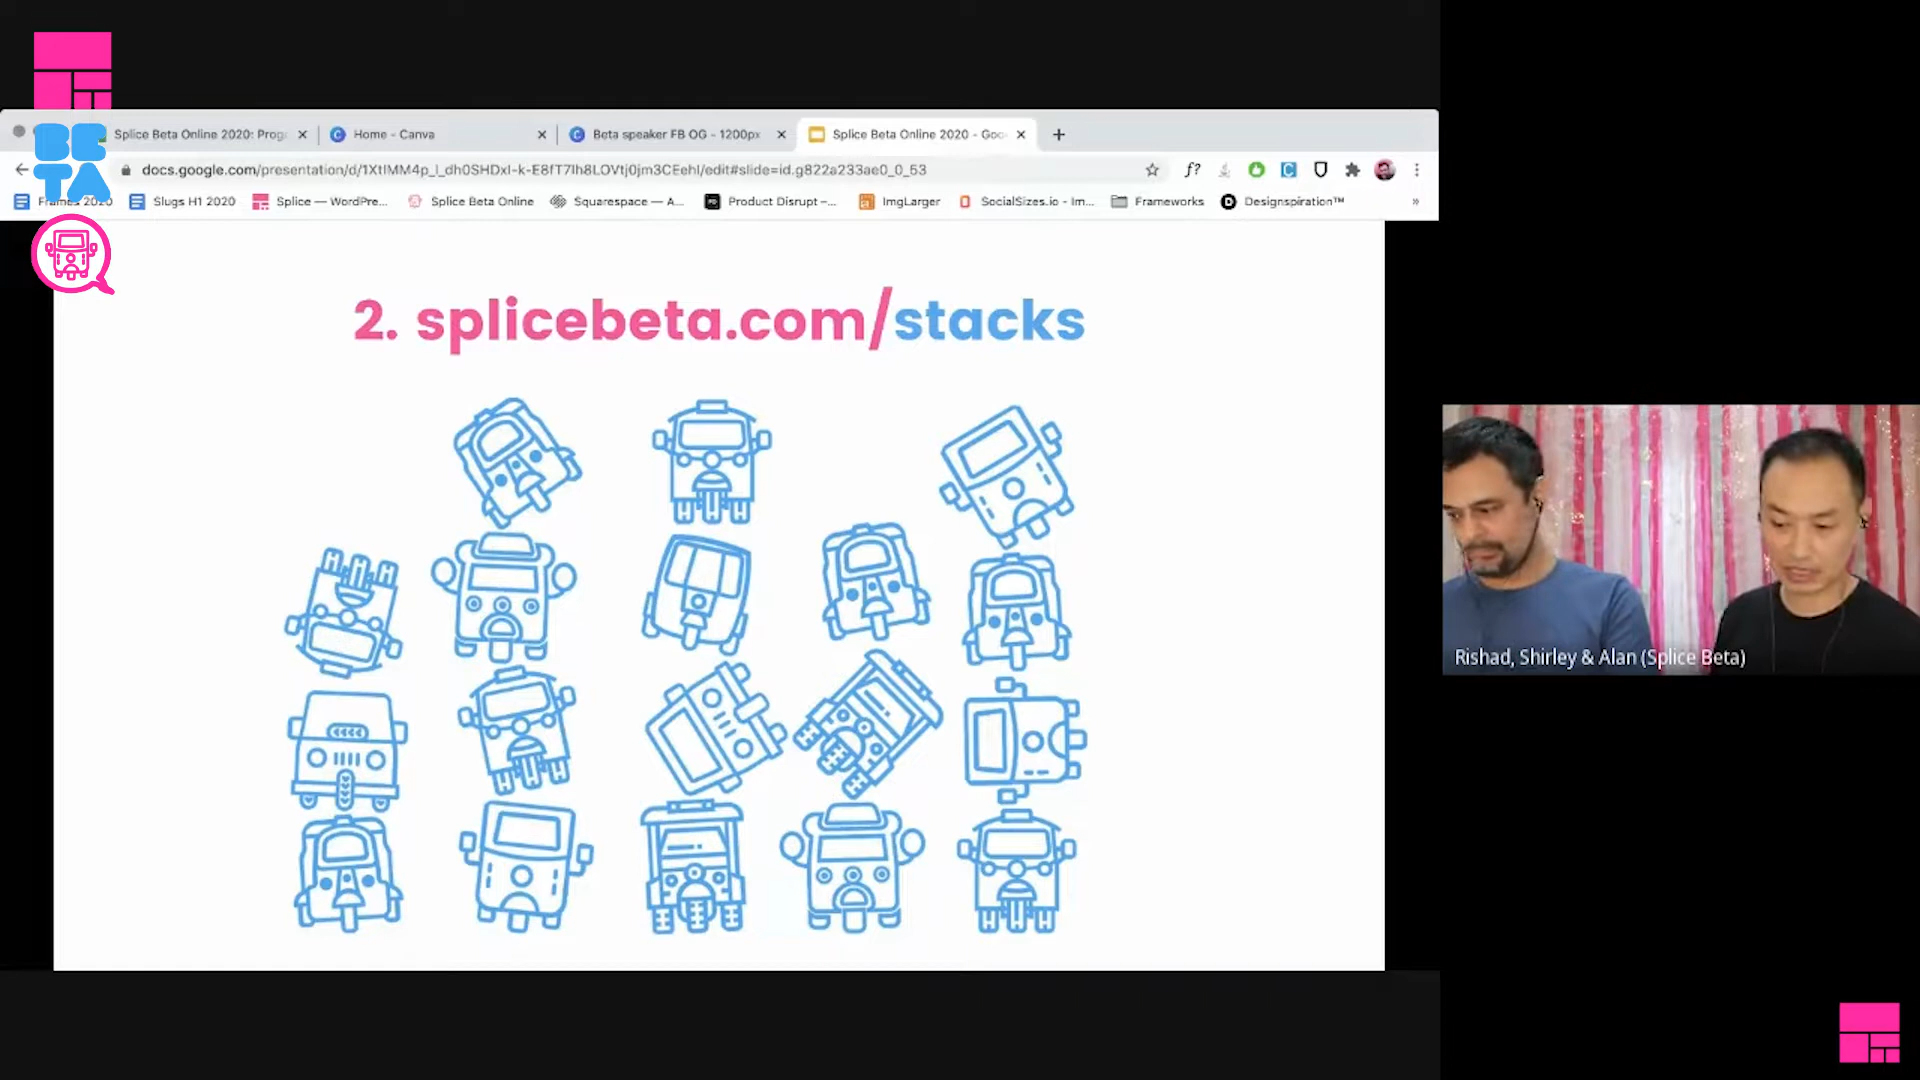 BE
TA
Splice Beta Online 2020: Prog
Home - Canva
Beta speaker FB OG - 1200px
Splice Beta Online 2020 - Goo
docs.google.com/presentation/d/
edit#slide=id.g822a233ae0_0_53
f?
Frames 2020
Slugs H1 2020
Splice — WordPre...
Splice Beta Online
Squarespace — A...
Product Disrupt –...
ImgLarger
SocialSizes.io - Im...
Frameworks
Designspiration™
»
2. splicebeta.com/stacks
Rishad, Shirley & Alan (Splice Beta)